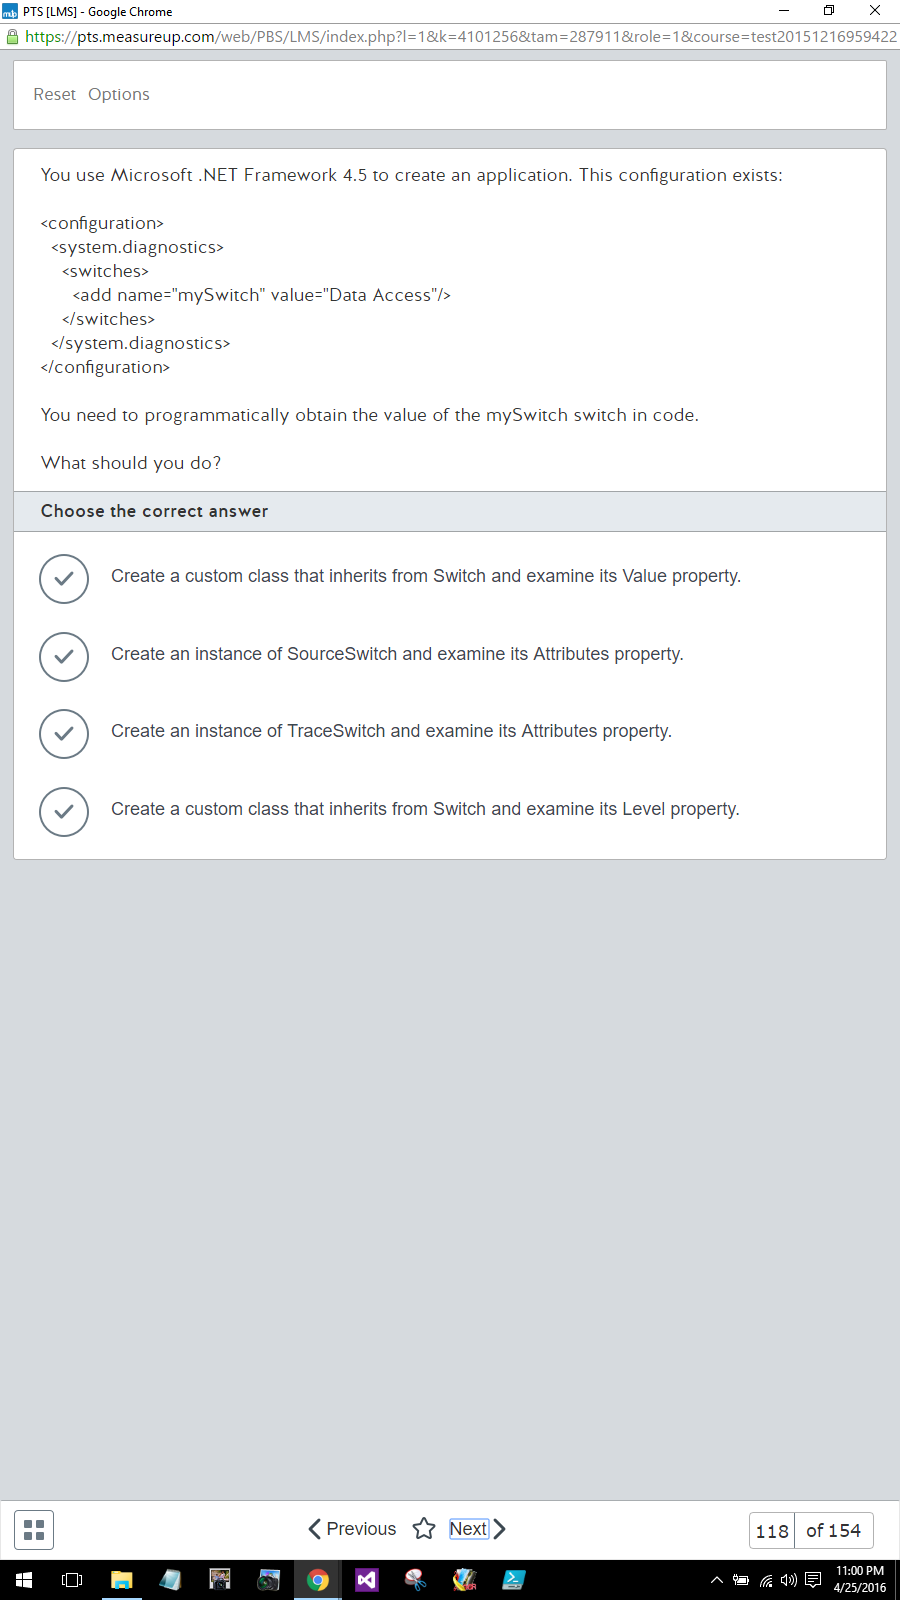 PTS [LMS] - Google Chrome
https://pts.measureup.com/web/PBS/LMS/index.php?l=1&k=4101256&tam=287911&role=1&course=test20151216959422
Reset Options
You use Microsoft .NET Framework 4.5 to create an application. This configuration exists:
<configuration>
<system.diagnostics>
<switches>
<add name="mySwitch" value="Data Access"/>
</switches>
</system.diagnostics>
</configuration>
You need to programmatically obtain the value of the mySwitch switch in code.
What should you do?
Choose the correct answer
Create a custom class that inherits from Switch and examine its Value property.
Create an instance of SourceSwitch and examine its Attributes property.
Create an instance of TraceSwitch and examine its Attributes property.
Create a custom class that inherits from Switch and examine its Level property.
Previous Next 118 of 154
11:00 PM
4/25/2016